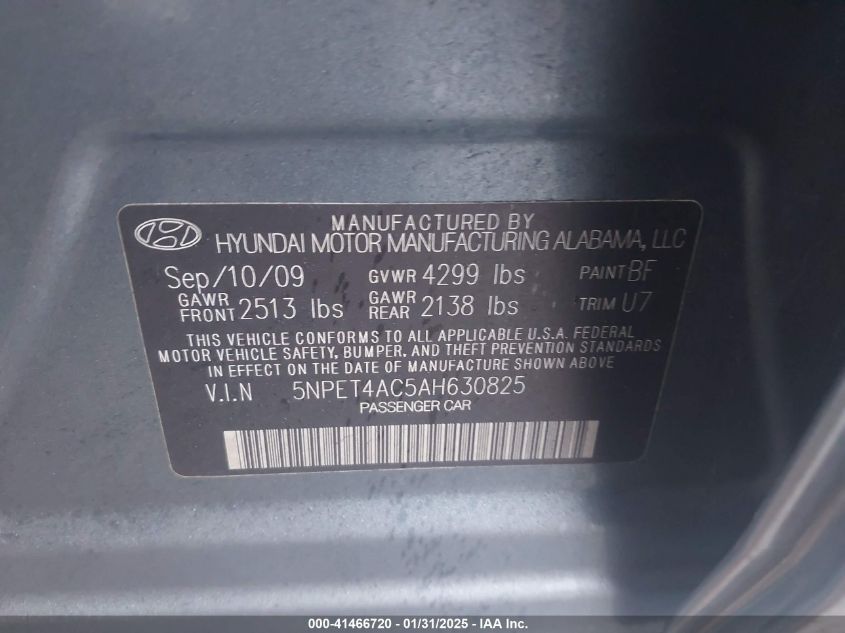 MANUFACTURED BY
HYUNDAI MOTOR MANUFACTURING ALABAMA, LLC
Sep/10/09 GVWR 4299 lbs PAINT BF
GAWR FRONT 2513 lbs GAWR REAR 2138 lbs TRIM U7
THIS VEHICLE CONFORMS TO ALL APPLICABLE U.S.A. FEDERAL
MOTOR VEHICLE SAFETY, BUMPER, AND THEFT PREVENTION STANDARDS
IN EFFECT ON THE DATE OF MANUFACTURE SHOWN ABOVE
V.I.N 5NPET4AC5AH630825
PASSENGER CAR
000-41466720 — 01/31/2025 — IAA Inc.